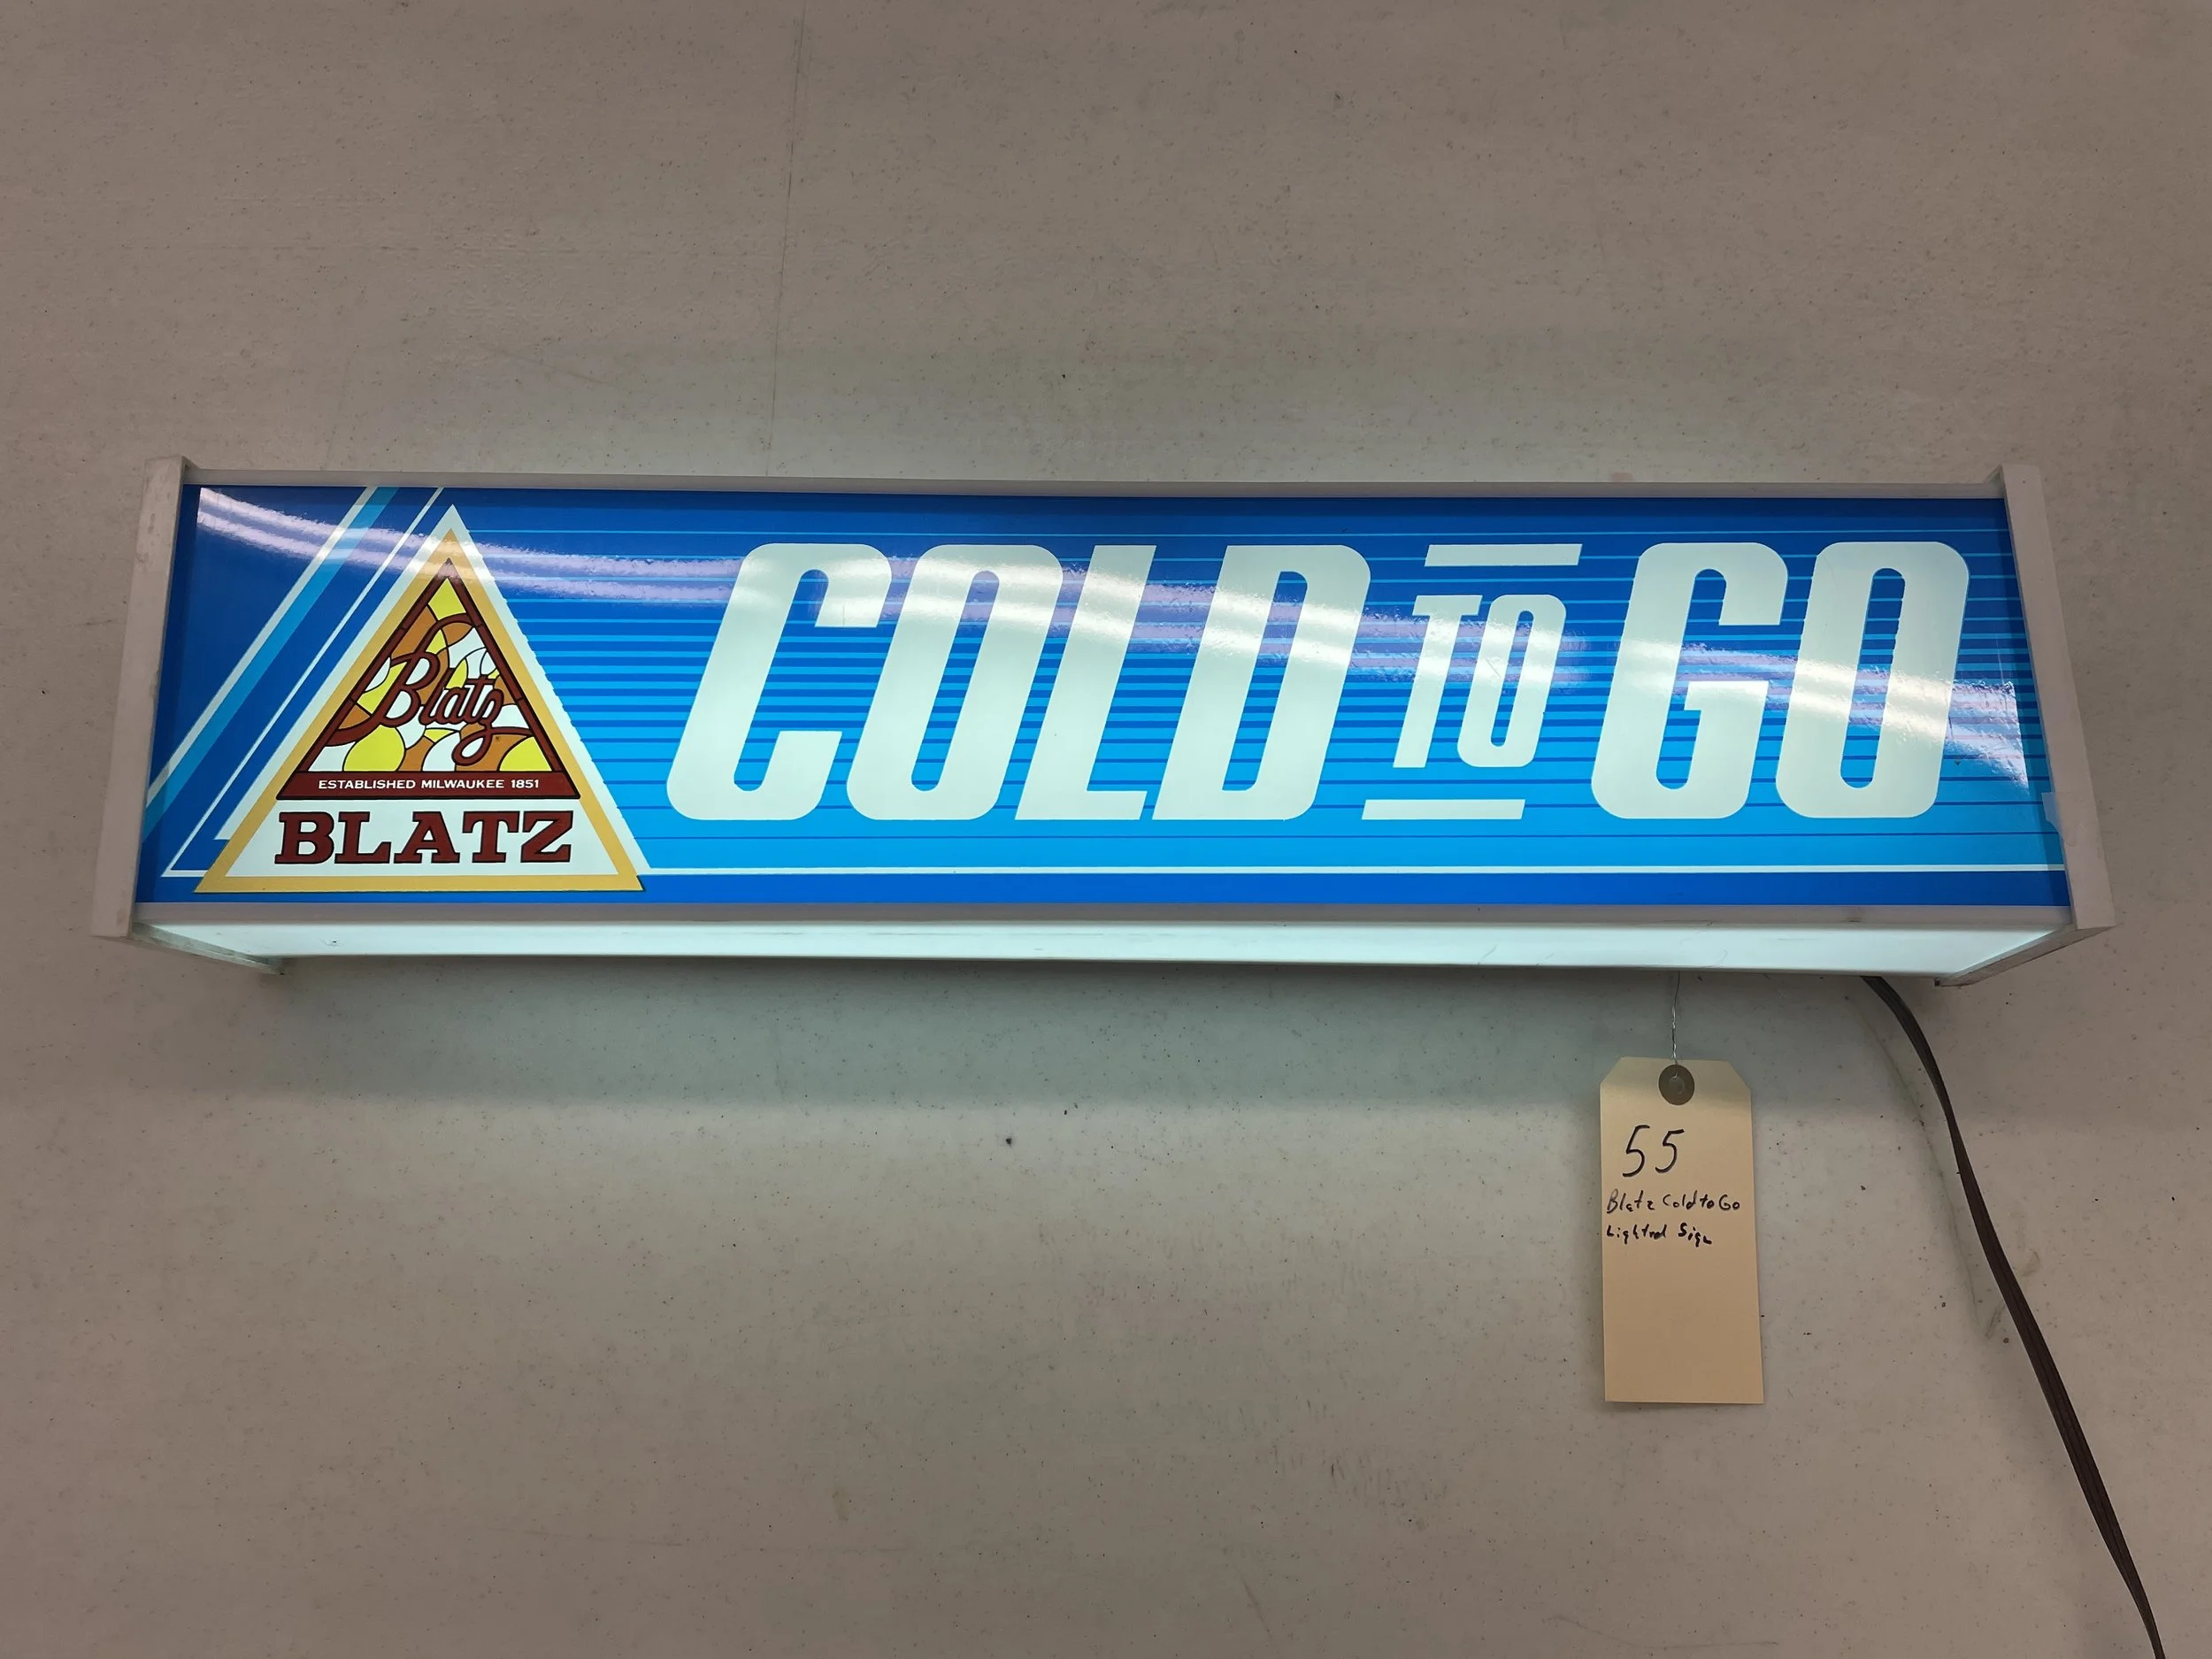 COLD TO GO
Blatz
ESTABLISHED MILWAUKEE 1851
BLATZ
55
Blatz Cold to Go
Lighted Sign